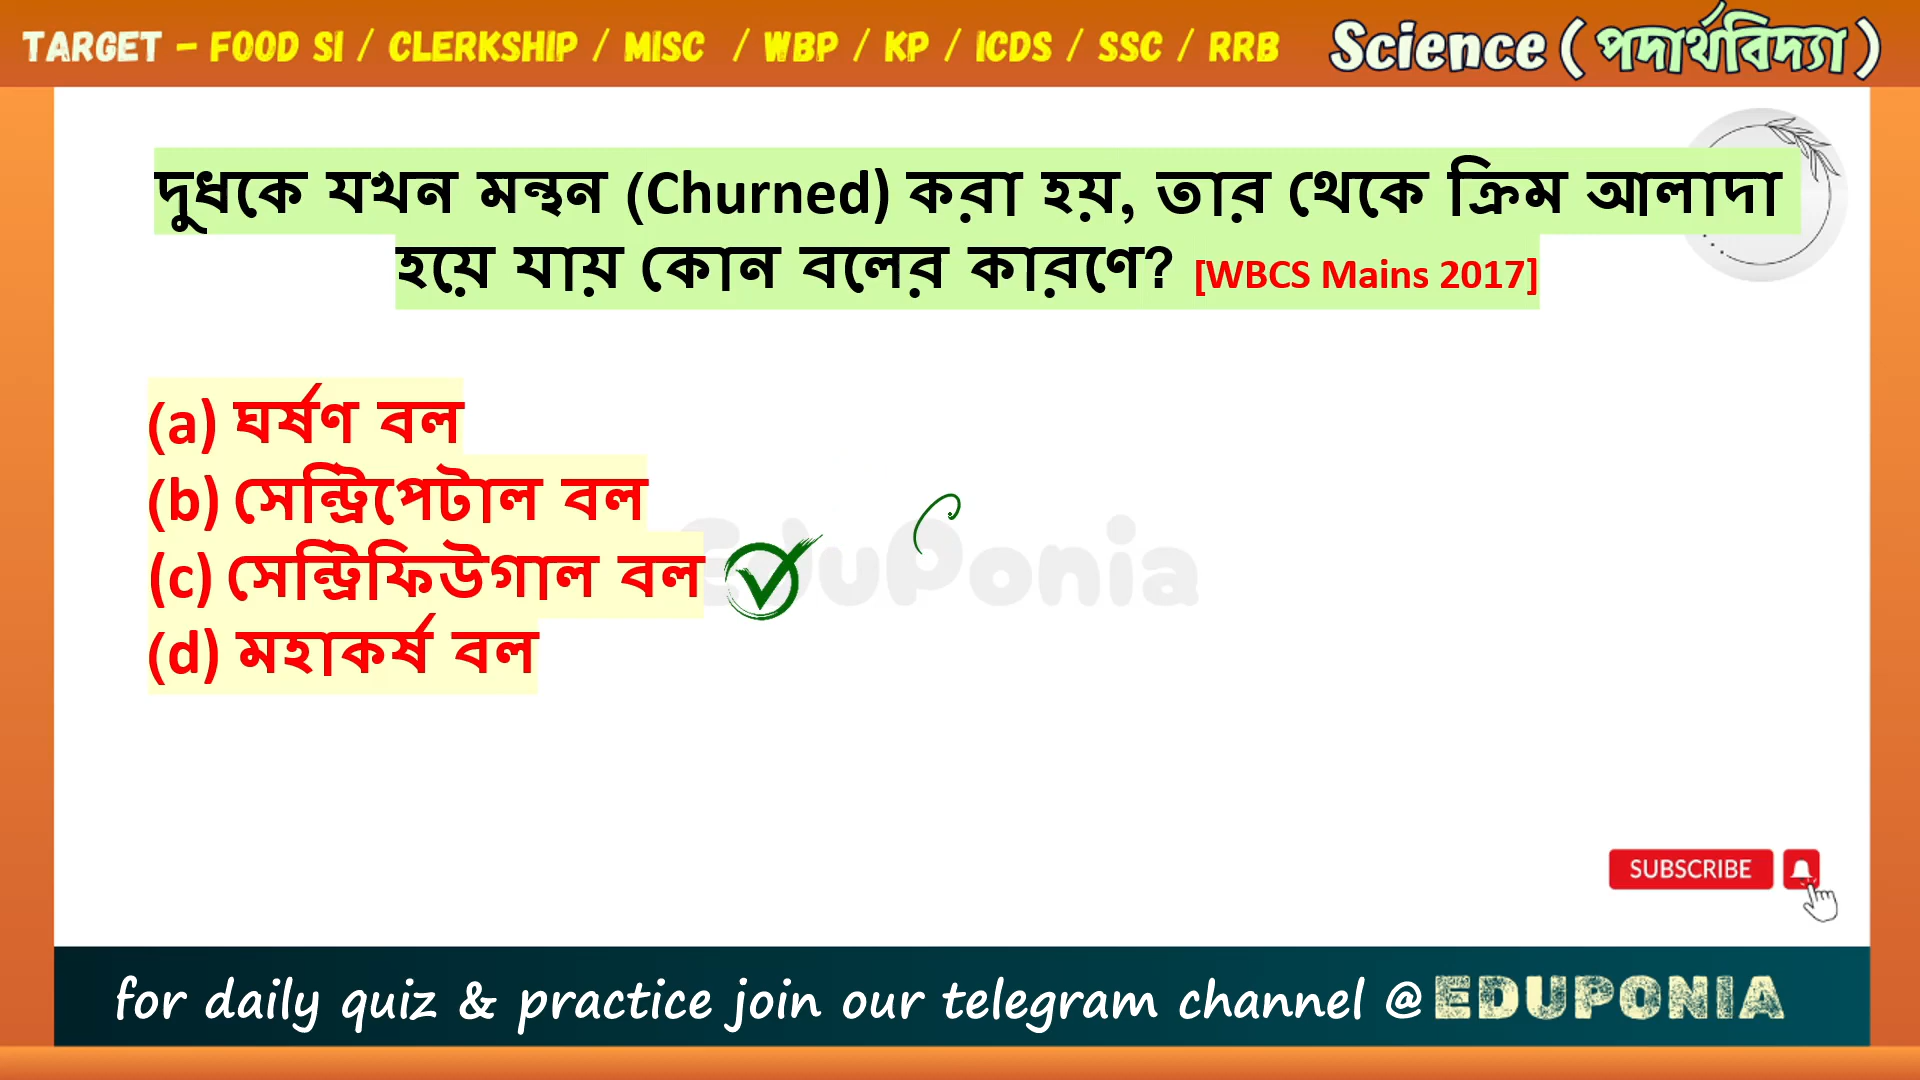 TARGET - FOOD SI / CLERKSHIP / MISC / WBP / KP / ICDS / SSC / RRB
Science ( পদার্থবিদ্যা )
দুধকে যখন মন্থন (Churned) করা হয়, তার থেকে ক্রিম আলাদা
হয়ে যায় কোন বলের কারণে? [WBCS Mains 2017]
(a) ঘর্ষণ বল
(b) সেন্ট্রিপেটাল বল
(c) সেন্ট্রিফিউগাল বল
(d) মহাকর্ষ বল
EduPonia
SUBSCRIBE
for daily quiz & practice join our telegram channel @EDUPONIA